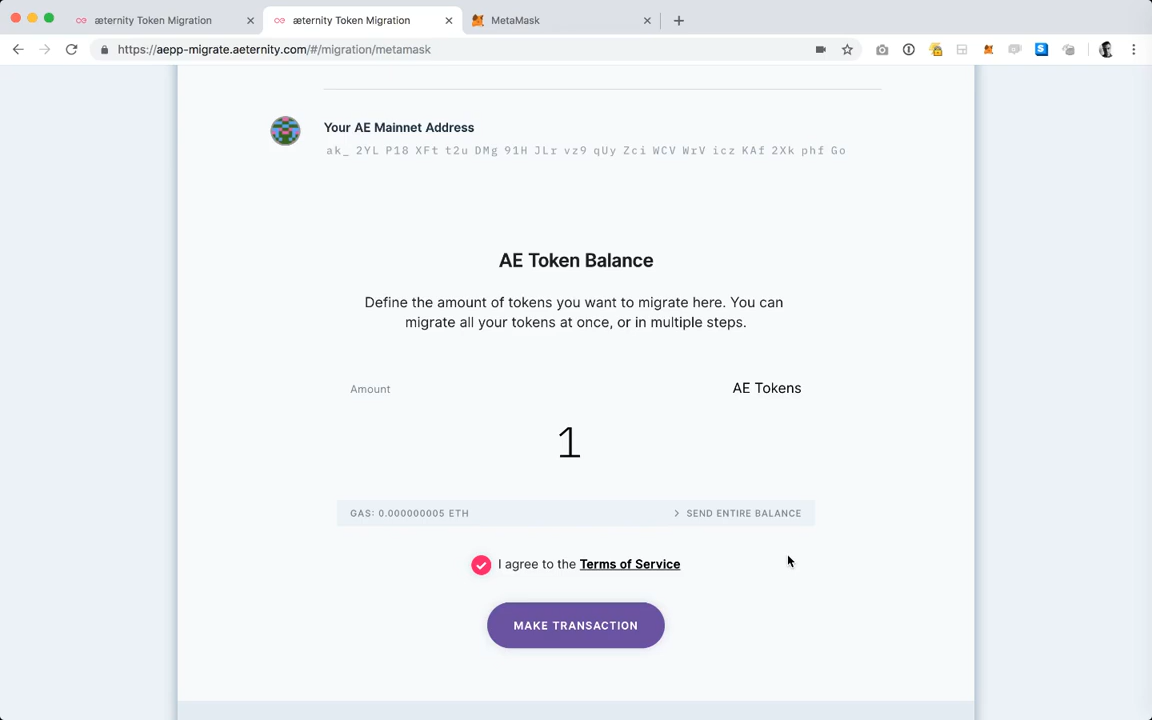 æternity Token Migration
æternity Token Migration
MetaMask
https://aepp-migrate.aeternity.com/#/migration/metamask
Your AE Mainnet Address
ak_ 2YL P18 XFt t2u DMg 91H JLr vz9 qUy Zci WCV WrV icz KAf 2Xk phf Go
AE Token Balance
Define the amount of tokens you want to migrate here. You can
migrate all your tokens at once, or in multiple steps.
Amount
AE Tokens
1
GAS: 0.000000005 ETH
SEND ENTIRE BALANCE
I agree to the Terms of Service
MAKE TRANSACTION